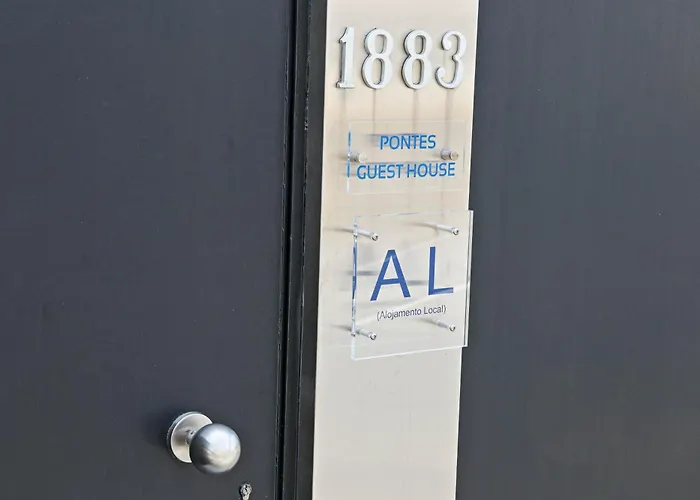 1883
PONTES
GUEST HOUSE
AL
(Alojamento Local)